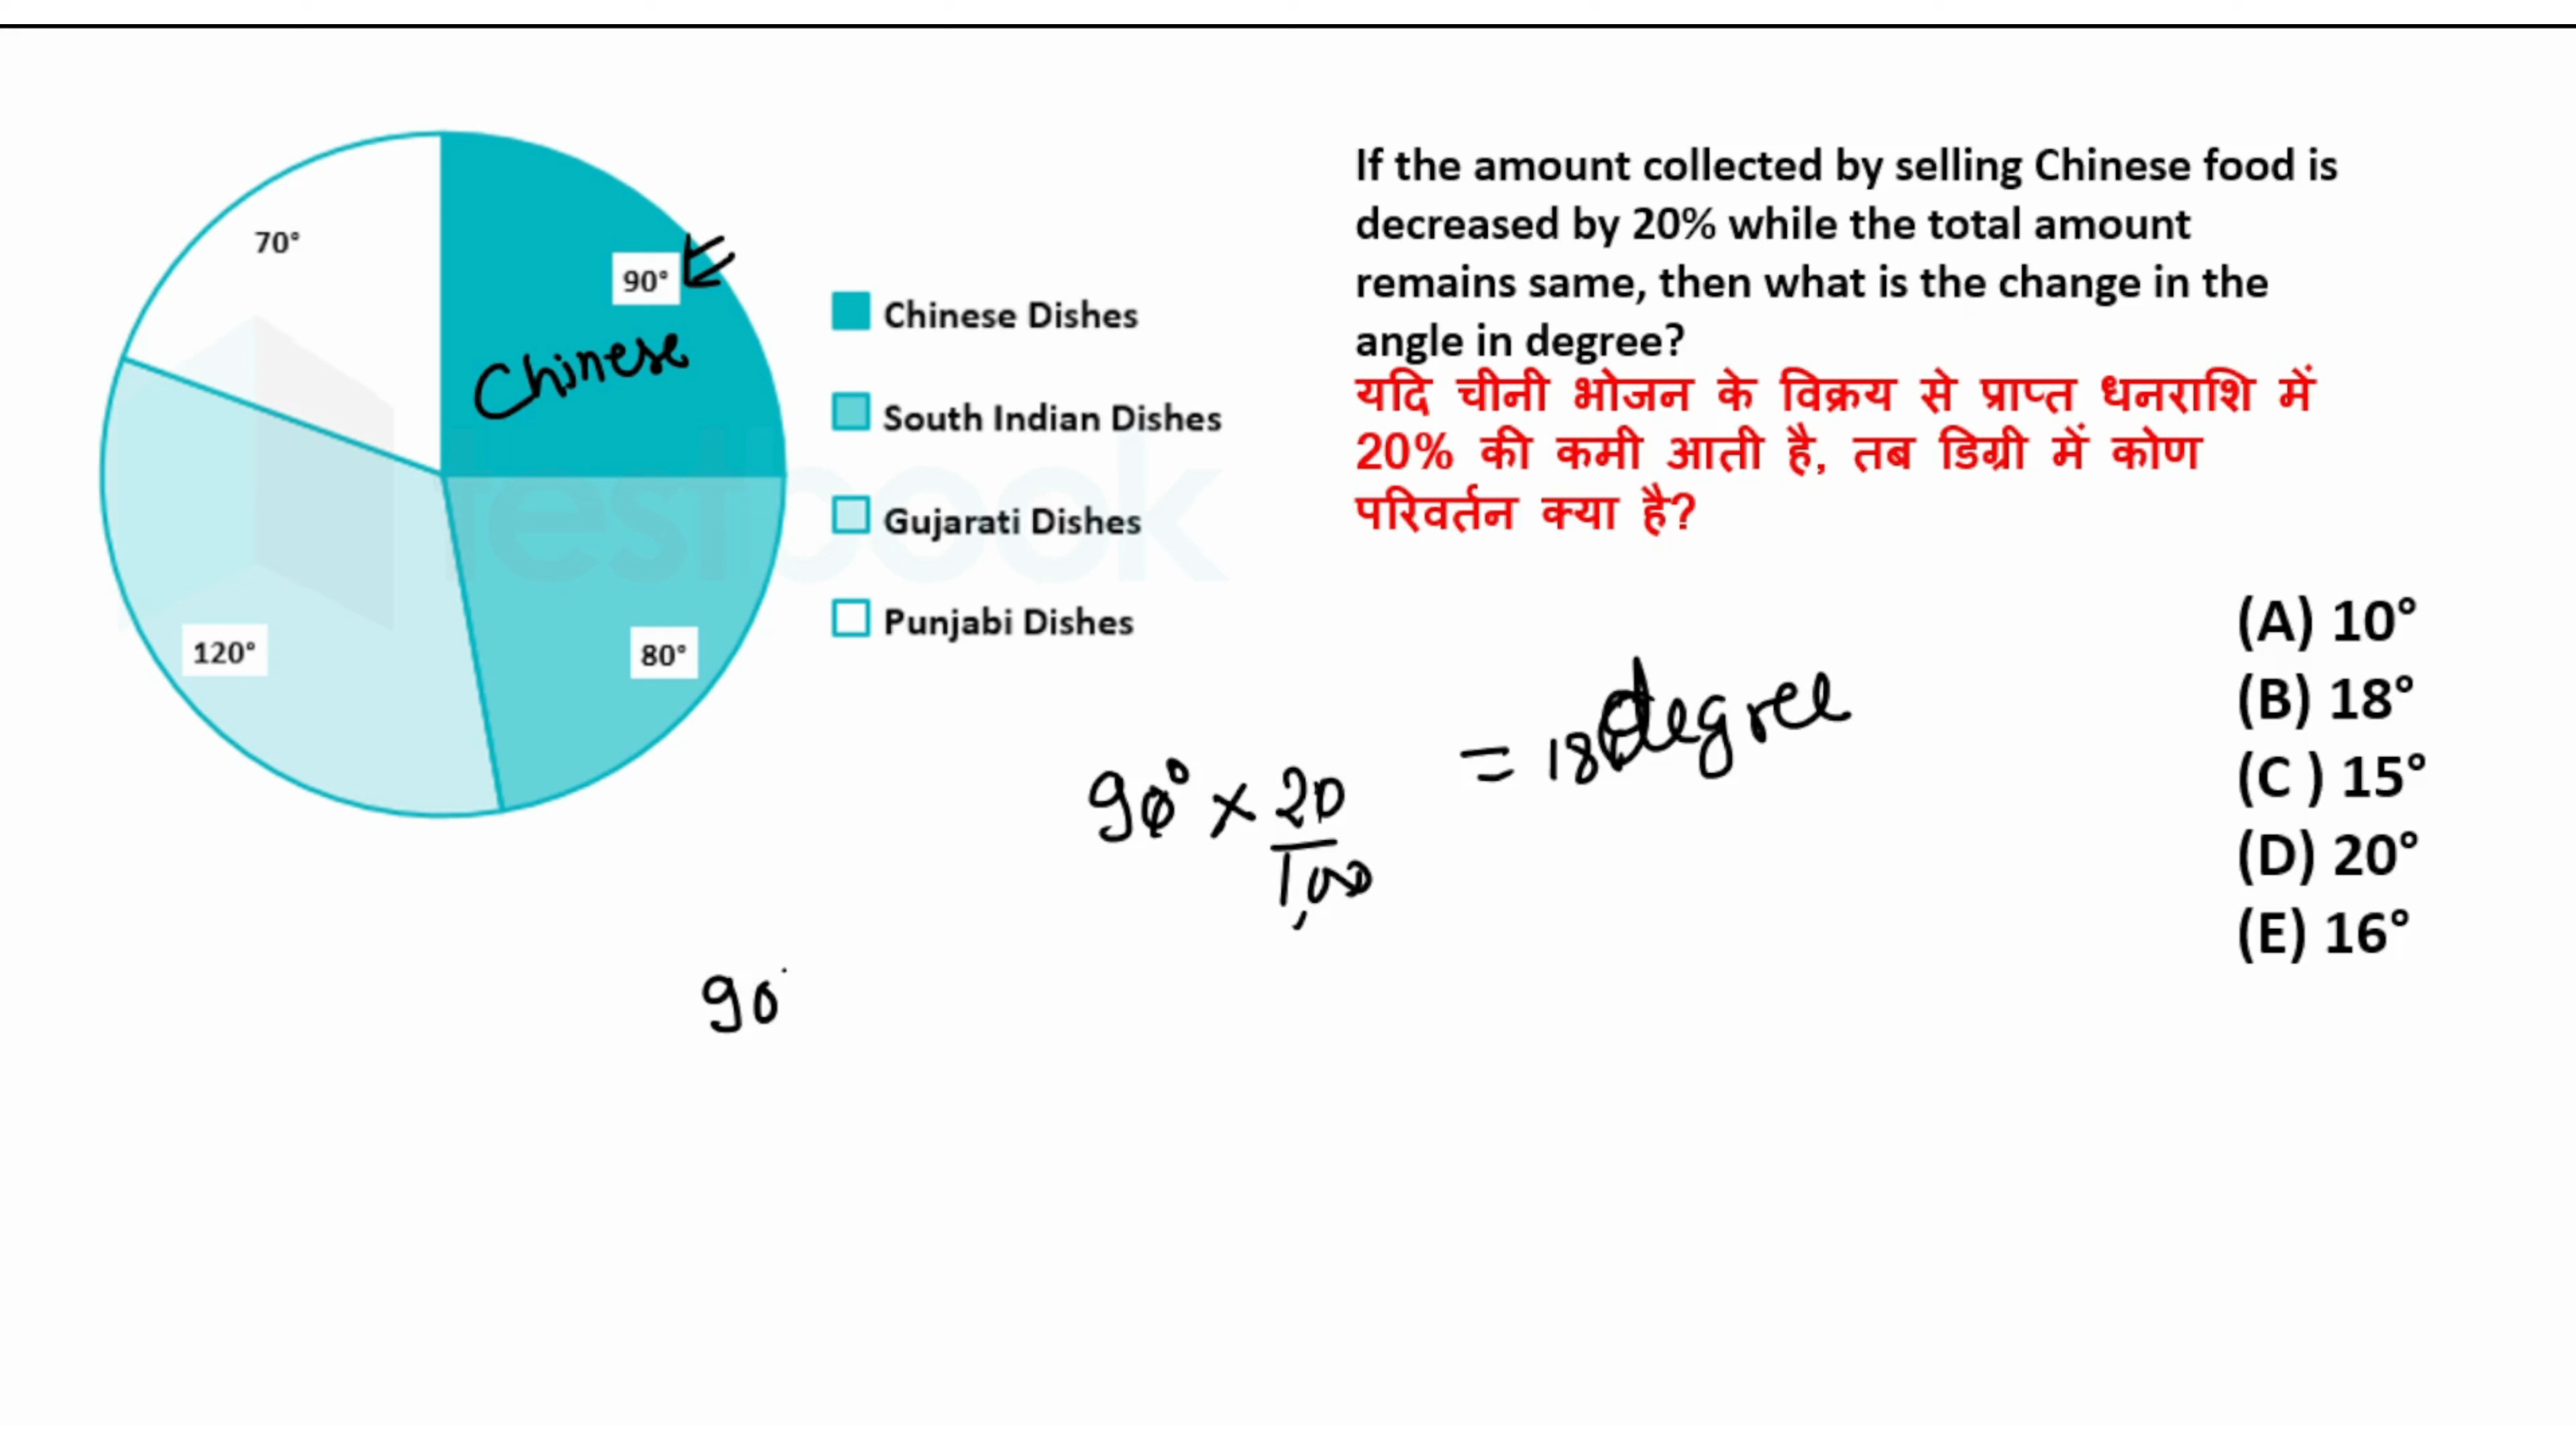 If the amount collected by selling Chinese food is
decreased by 20% while the total amount
remains same, then what is the change in the
angle in degree?
यदि चीनी भोजन के विक्रय से प्राप्त धनराशि में
20% की कमी आती है, तब डिग्री में कोण
परिवर्तन क्या है?
70°
90°
Chinese
120°
80°
Chinese Dishes
South Indian Dishes
Gujarati Dishes
Punjabi Dishes
testbook
(A) 10°
(B) 18°
(C ) 15°
(D) 20°
(E) 16°
90° × 20/100 = 18 degree
90